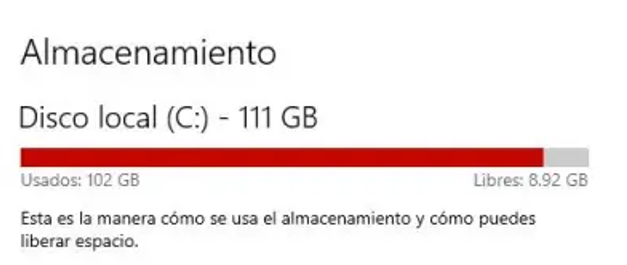 Almacenamiento
Disco local (C:) - 111 GB
Usados: 102 GB
Libres: 8.92 GB
Esta es la manera cómo se usa el almacenamiento y cómo puedes
liberar espacio.